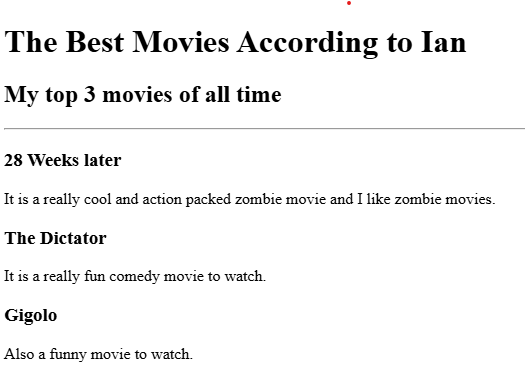 The Best Movies According to Ian
My top 3 movies of all time
28 Weeks later
It is a really cool and action packed zombie movie and I like zombie movies.
The Dictator
It is a really fun comedy movie to watch.
Gigolo
Also a funny movie to watch.